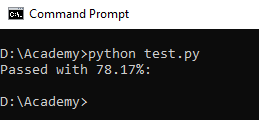 Command Prompt
D:\Academy>python test.py
Passed with 78.17%:
D:\Academy>